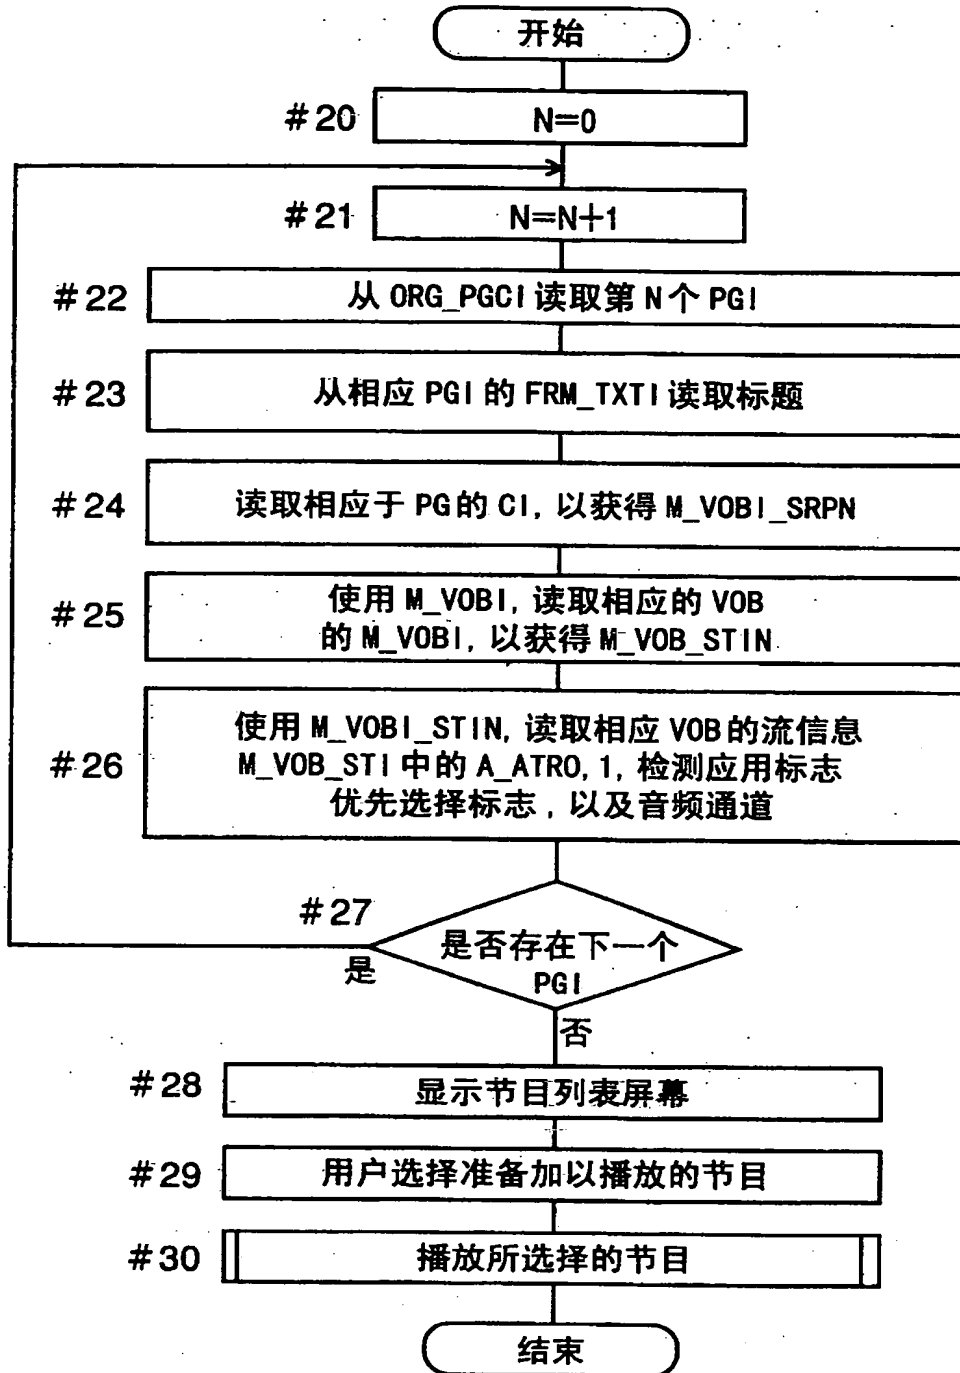 开始
#20
N=0
#21
N=N+1
#22
从 ORG_PGCI 读取第 N 个 PGI
#23
从相应 PGI 的 FRM_TXTI 读取标题
#24
读取相应于 PG 的 CI, 以获得 M_VOBI_SRPN
#25
使用 M_VOBI, 读取相应的 VOB
的 M_VOBI, 以获得 M_VOB_STIN
#26
使用 M_VOBI_STIN, 读取相应 VOB 的流信息
M_VOB_STI 中的 A_ATR0, 1, 检测应用标志
优先选择标志, 以及音频通道
#27
是否存在下一个
PGI
是
否
#28
显示节目列表屏幕
#29
用户选择准备加以播放的节目
#30
播放所选择的节目
结束